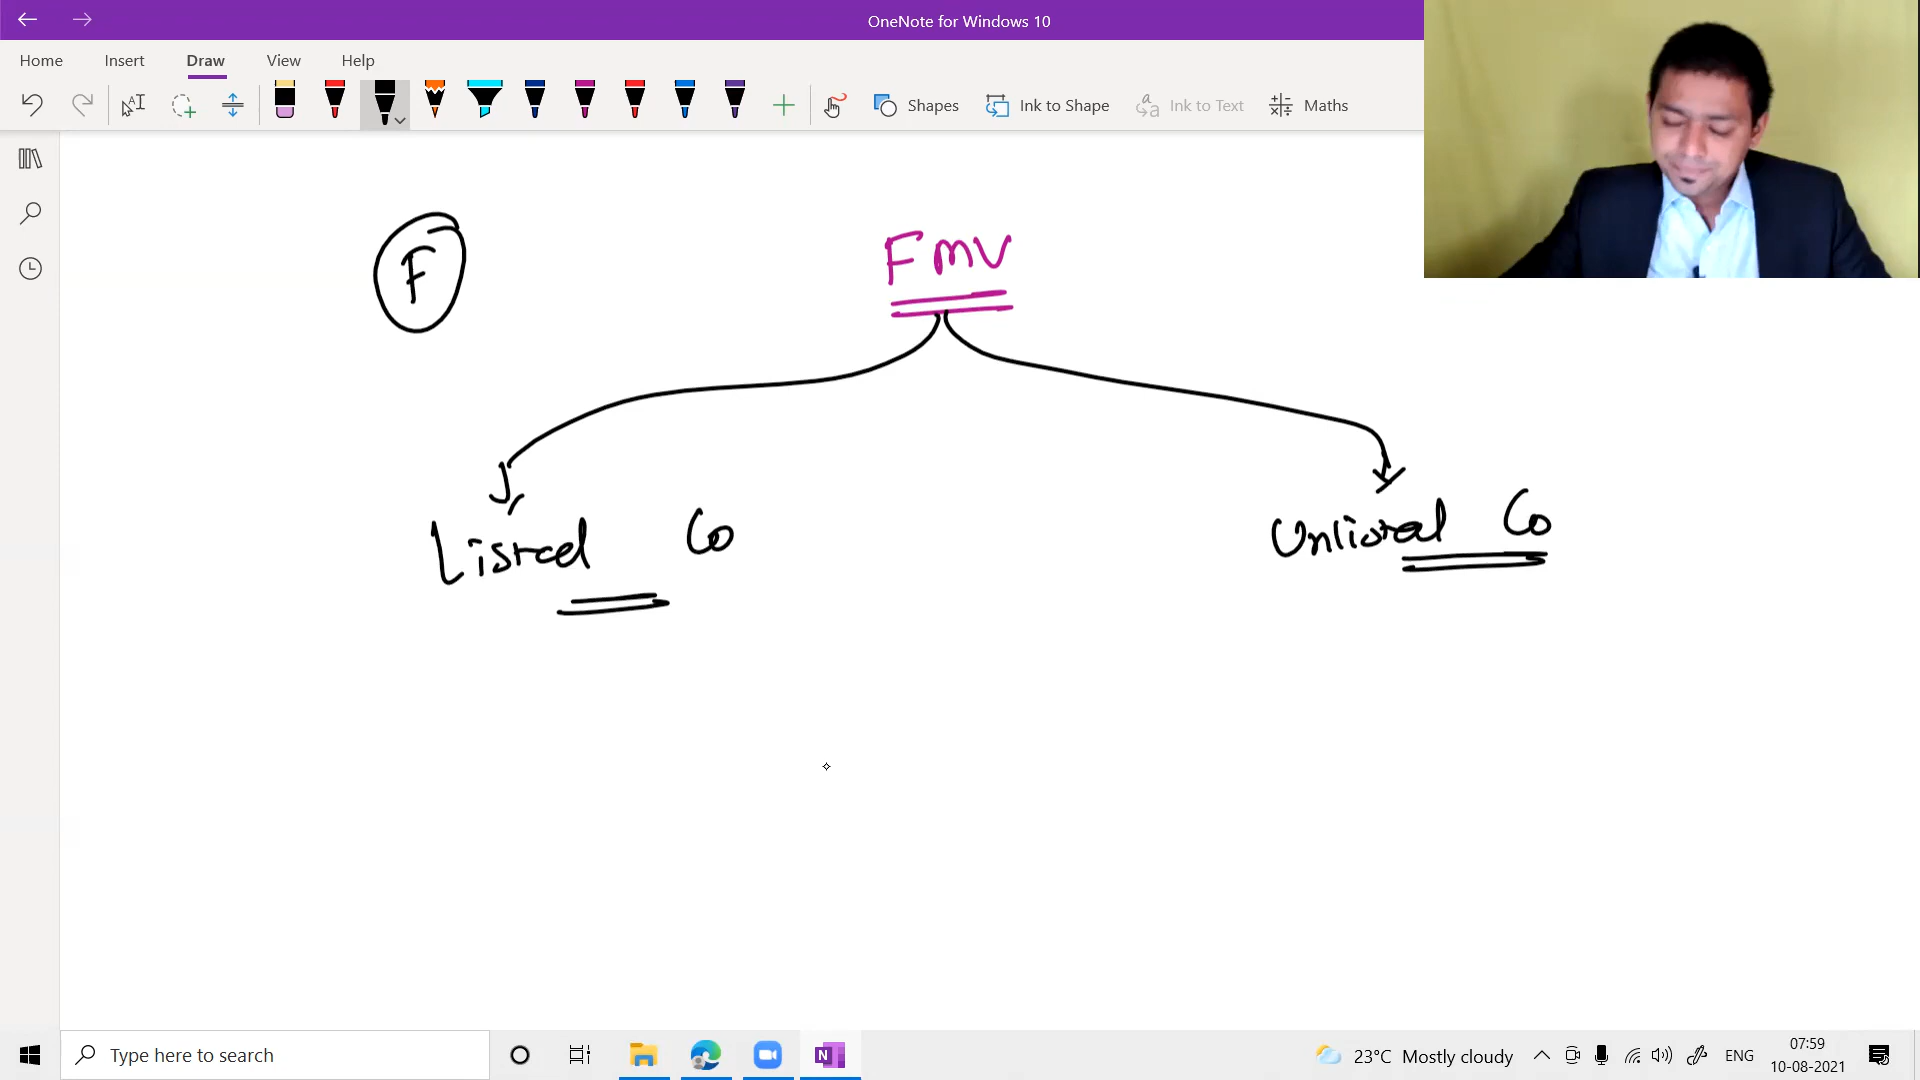 OneNote for Windows 10
Home Insert Draw View Help
Shapes Ink to Shape Ink to Text Maths
F
Fmv
Listed Co
Unlisted Co
Type here to search
N
23°C Mostly cloudy
ENG
07:59
10-08-2021